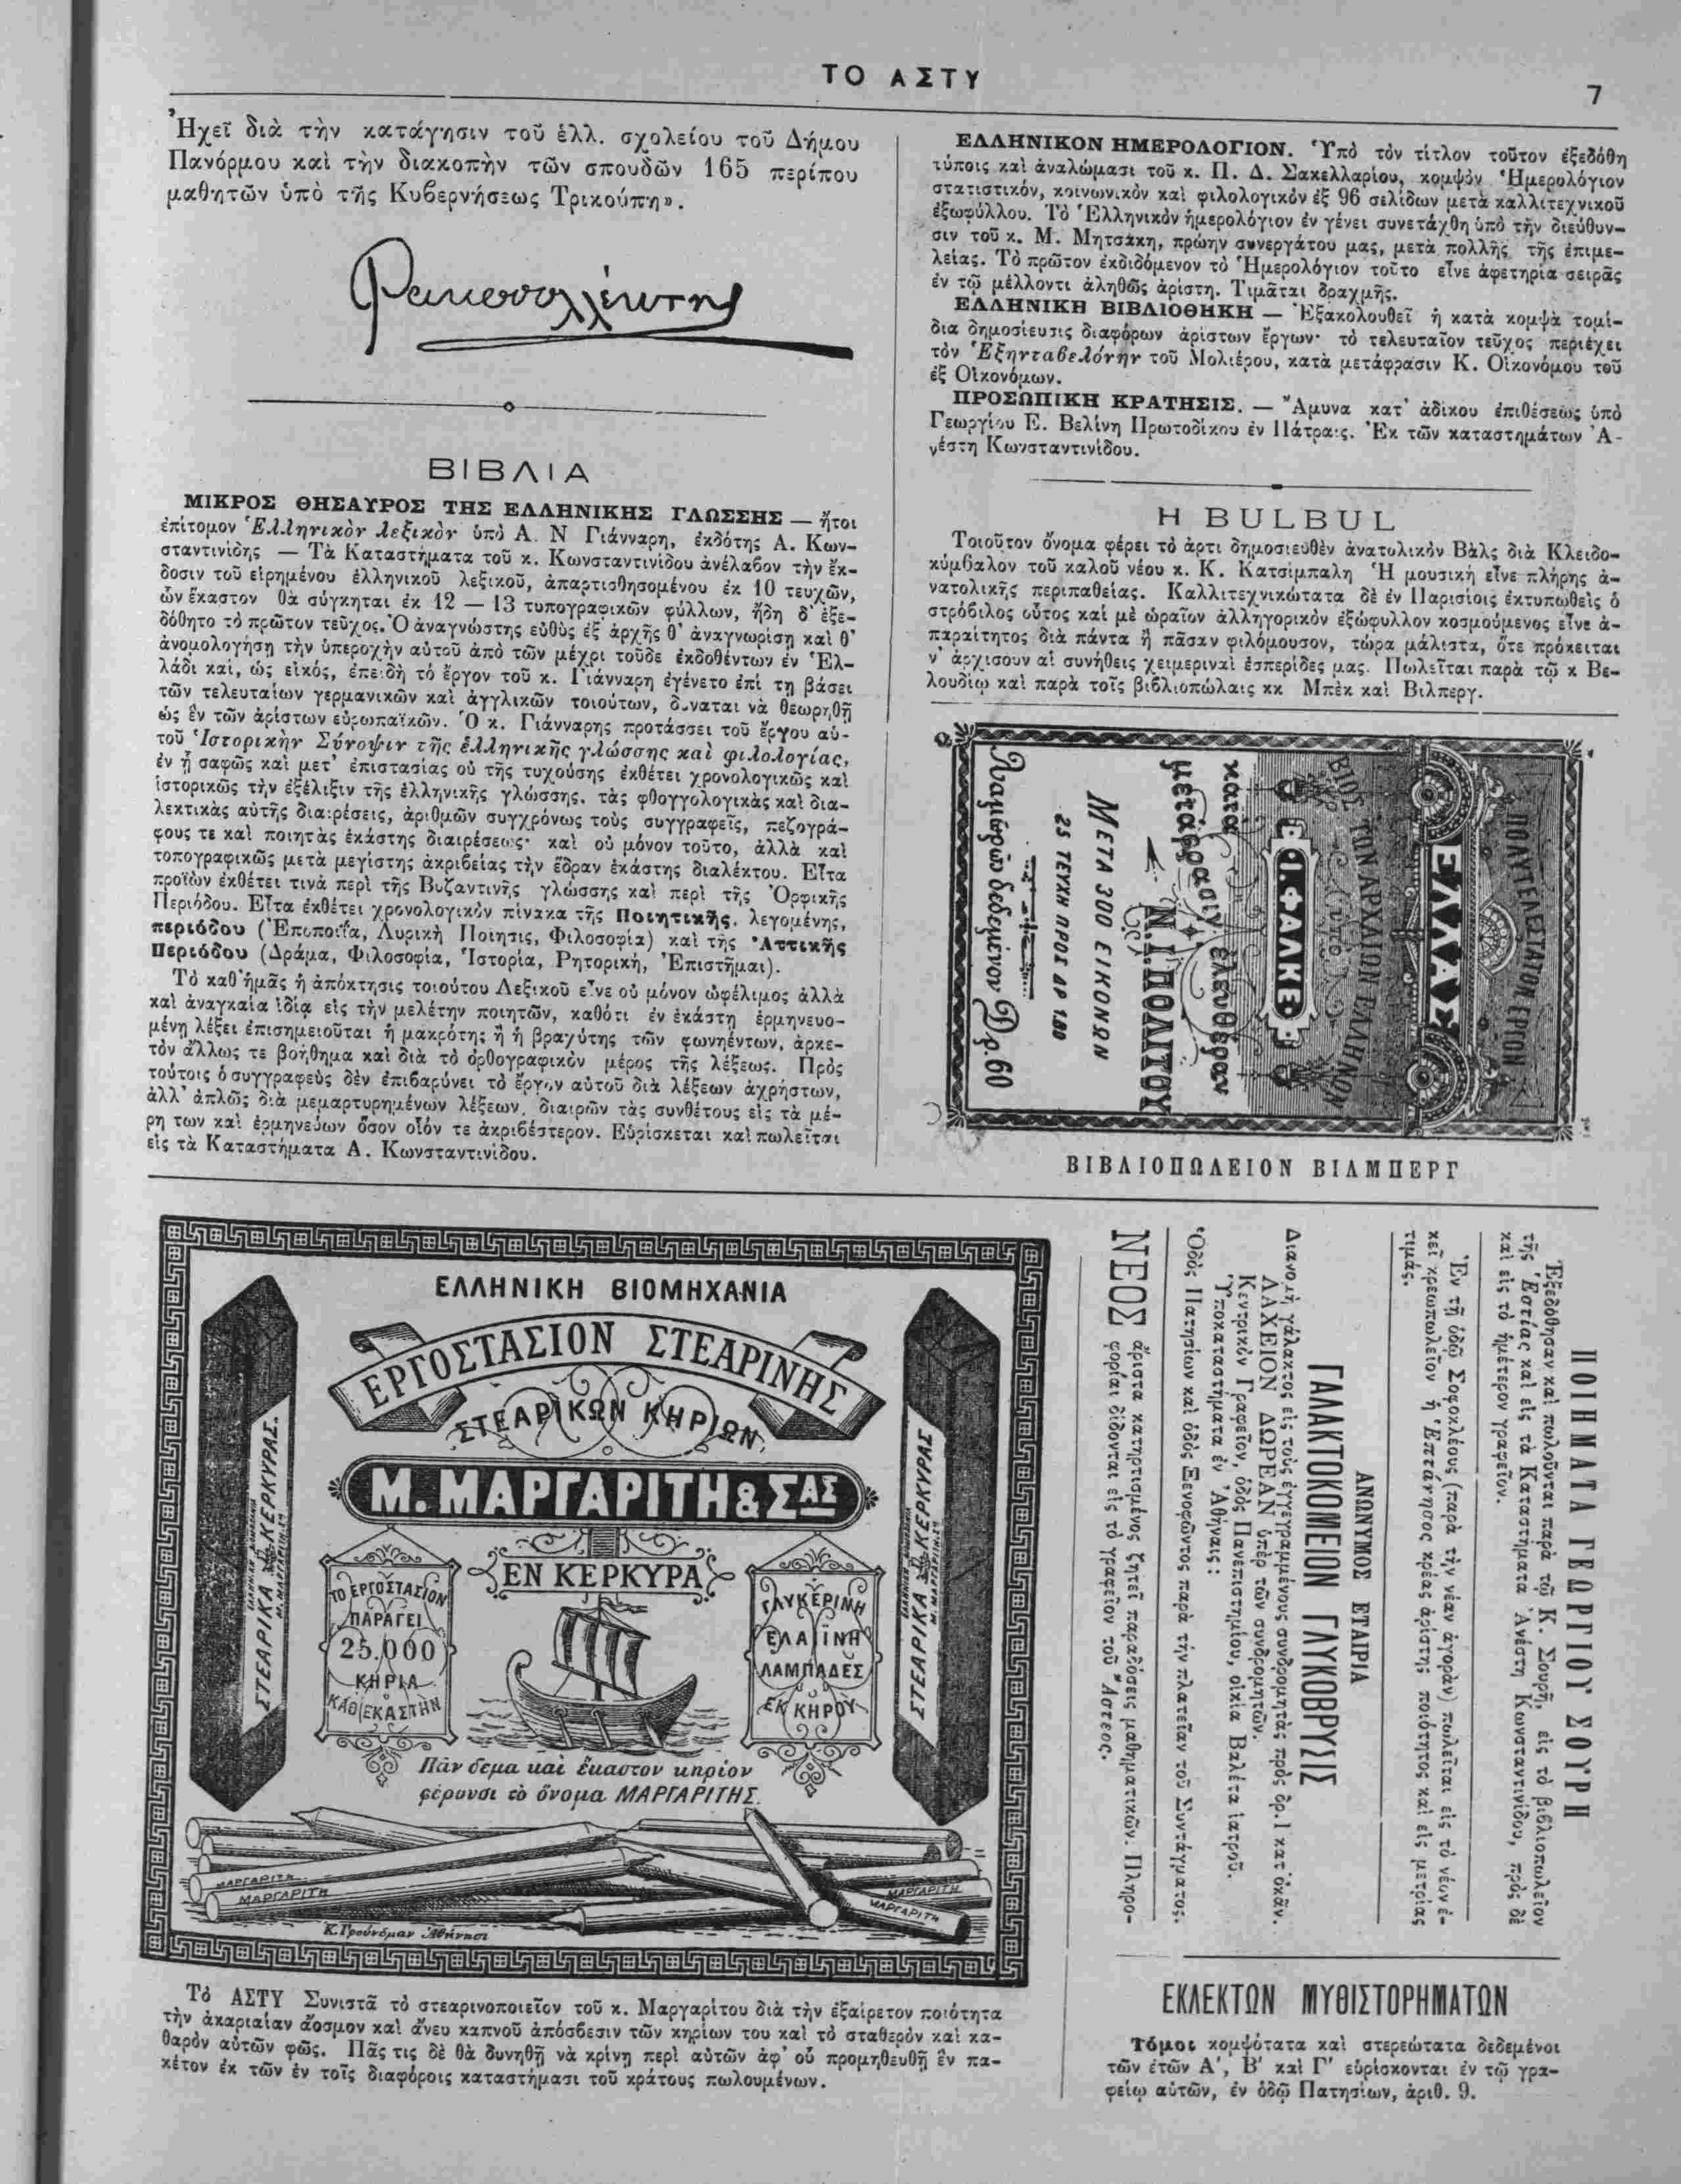 ΤΟ ΑΣΤΥ
7
Ἠχεῖ διὰ τὴν κατάγησιν τοῦ ἑλλ. σχολείου τοῦ Δήμου
Πανόρμου καὶ τὴν διακοπὴν τῶν σπουδῶν 165 περίπου
μαθητῶν ὑπὸ τῆς Κυβερνήσεως Τρικούπη».
ΒΙΒΛΙΑ
ΜΙΚΡΟΣ ΘΗΣΑΥΡΟΣ ΤΗΣ ΕΛΛΗΝΙΚΗΣ ΓΛΩΣΣΗΣ — ἤτοι
ἐπίτομον Ἑλληνικὸν λεξικὸν ὑπὸ Α. Ν Γιάνναρη, ἐκδότης Α. Κων-
σταντινίδης — Τὰ Καταστήματα τοῦ κ. Κωνσταντινίδου ἀνέλαβον τὴν ἔκ-
δοσιν τοῦ εἰρημένου ἑλληνικοῦ λεξικοῦ, ἀπαρτισθησομένου ἐκ 10 τευχῶν,
ὧν ἕκαστον θὰ σύγκηται ἐκ 12 — 13 τυπογραφικῶν φύλλων, ἤδη δ' ἐξε-
δόθη τὸ πρῶτον τεῦχος. Ὁ ἀναγνώστης εὐθὺς ἐξ ἀρχῆς θ' ἀναγνωρίσῃ καὶ θ'
ἀνομολογήσῃ τὴν ὑπεροχὴν αὐτοῦ ἀπὸ τῶν μέχρι τοῦδε ἐκδοθέντων ἐν Ἑλ-
λάδι καὶ, ὡς εἰκός, ἐπειδὴ τὸ ἔργον τοῦ κ. Γιάνναρη ἐγένετο ἐπὶ τῃ βάσει
τῶν τελευταίων γερμανικῶν καὶ ἀγγλικῶν τοιούτων, δύναται νὰ θεωρηθῇ
ὡς ἓν τῶν ἀρίστων εὐρωπαϊκῶν. Ὁ κ. Γιάνναρης προτάσσει τοῦ ἔργου αὑ-
τοῦ Ἱστορικὴν Σύνοψιν τῆς ἑλληνικῆς γλώσσης καὶ φιλολογίας,
ἐν ᾗ σαφῶς καὶ μετ' ἐπιστασίας οὐ τῆς τυχούσης ἐκθέτει χρονολογικῶς καὶ
ἱστορικῶς τὴν ἐξέλιξιν τῆς ἑλληνικῆς γλώσσης. τὰς φθογγολογικὰς καὶ δια-
λεκτικὰς αὐτῆς διαιρέσεις, ἀριθμῶν συγχρόνως τοὺς συγγραφεῖς, πεζογρά-
φους τε καὶ ποιητὰς ἑκάστης διαιρέσεως· καὶ οὐ μόνον τοῦτο, ἀλλὰ καὶ
τοπογραφικῶς μετὰ μεγίστης ἀκριβείας τὴν ἕδραν ἑκάστης διαλέκτου. Εἶτα
προϊὼν ἐκθέτει τινὰ περὶ τῆς Βυζαντινῆς γλώσσης καὶ περὶ τῆς Ὀρφικῆς
Περιόδου. Εἶτα ἐκθέτει χρονολογικὸν πίνακα τῆς Ποιητικῆς. λεγομένης,
περιόδου (Ἐποποιΐα, Λυρικὴ Ποίησις, Φιλοσοφία) καὶ τῆς Ἀττικῆς
Περιόδου (Δράμα, Φιλοσοφία, Ἱστορία, Ρητορική, Ἐπιστῆμαι).
Τὸ καθ' ἡμᾶς ἡ ἀπόκτησις τοιούτου Λεξικοῦ εἶνε οὐ μόνον ὠφέλιμος ἀλλὰ
καὶ ἀναγκαία ἰδίᾳ εἰς τὴν μελέτην ποιητῶν, καθότι ἐν ἑκάστῃ ἑρμηνευο-
μένῃ λέξει ἐπισημειοῦται ἡ μακρότης ἢ ἡ βραχύτης τῶν φωνηέντων, ἀρκε-
τὸν ἄλλως τε βοήθημα καὶ διὰ τὸ ὀρθογραφικὸν μέρος τῆς λέξεως. Πρὸς
τούτοις ὁ συγγραφεὺς δὲν ἐπιβαρύνει τὸ ἔργον αὐτοῦ διὰ λέξεων ἀχρήστων,
ἀλλ' ἁπλῶς διὰ μεμαρτυρημένων λέξεων, διαιρῶν τὰς συνθέτους εἰς τὰ μέ-
ρη των καὶ ἑρμηνεύων ὅσον οἷόν τε ἀκριβέστερον. Εὑρίσκεται καὶ πωλεῖται
εἰς τὰ Καταστήματα Α. Κωνσταντινίδου.
ΕΛΛΗΝΙΚΟΝ ΗΜΕΡΟΛΟΓΙΟΝ. Ὑπὸ τὸν τίτλον τοῦτον ἐξεδόθη
τύποις καὶ ἀναλώμασι τοῦ κ. Π. Δ. Σακελλαρίου, κομψὸν Ἡμερολόγιον
στατιστικόν, κοινωνικὸν καὶ φιλολογικὸν ἐξ 96 σελίδων μετὰ καλλιτεχνικοῦ
ἐξωφύλλου. Τὸ Ἑλληνικὸν ἡμερολόγιον ἐν γένει συνετάχθη ὑπὸ τὴν διεύθυν-
σιν τοῦ κ. Μ. Μητσάκη, πρώην συνεργάτου μας, μετὰ πολλῆς τῆς ἐπιμε-
λείας. Τὸ πρῶτον ἐκδιδόμενον τὸ Ἡμερολόγιον τοῦτο εἶνε ἀφετηρία σειρᾶς
ἐν τῷ μέλλοντι ἀληθῶς ἀρίστη. Τιμᾶται δραχμῆς.
ΕΛΛΗΝΙΚΗ ΒΙΒΛΙΟΘΗΚΗ — Ἐξακολουθεῖ ἡ κατὰ κομψὰ τομί-
δια δημοσίευσις διαφόρων ἀρίστων ἔργων· τὸ τελευταῖον τεῦχος περιέχει
τὸν Ἐξηνταβελόνην τοῦ Μολιέρου, κατὰ μετάφρασιν Κ. Οἰκονόμου τοῦ
ἐξ Οἰκονόμων.
ΠΡΟΣΩΠΙΚΗ ΚΡΑΤΗΣΙΣ. — Ἄμυνα κατ' ἀδίκου ἐπιθέσεως ὑπὸ
Γεωργίου Ε. Βελίνη Πρωτοδίκου ἐν Πάτραις. Ἐκ τῶν καταστημάτων Ἀ-
νέστη Κωνσταντινίδου.
Η BULBUL
Τοιοῦτον ὄνομα φέρει τὸ ἄρτι δημοσιευθὲν ἀνατολικὸν Βὰλς διὰ Κλειδο-
κύμβαλον τοῦ καλοῦ νέου κ. Κ. Κατσίμπαλη Ἡ μουσικὴ εἶνε πλήρης ἀ-
νατολικῆς περιπαθείας. Καλλιτεχνικώτατα δὲ ἐν Παρισίοις ἐκτυπωθεὶς ὁ
στρόβιλος οὗτος καὶ μὲ ὡραῖον ἀλληγορικὸν ἐξώφυλλον κοσμούμενος εἶνε ἀ-
παραίτητος διὰ πάντα ἢ πᾶσαν φιλόμουσον, τώρα μάλιστα, ὅτε πρόκειται
ν' ἀρχίσουν αἱ συνήθεις χειμεριναὶ ἑσπερίδες μας. Πωλεῖται παρὰ τῷ κ Βε-
λουδίῳ καὶ παρὰ τοῖς βιβλιοπώλαις κκ Μπὲκ καὶ Βίλπεργ.
ΠΟΛΥΤΕΛΕΣΤΑΤΟΝ ΕΡΓΟΝ
ΕΛΛΑΣ
ΒΙΟΣ ΤΩΝ ΑΡΧΑΙΩΝ ΕΛΛΗΝΩΝ
(ὑπὸ)
Ι. ΦΑΛΚΕ
κατὰ ἐλευθέραν
μετάφρασιν
Ν. Ι. ΠΟΛΙΤΟΥ
ΜΕΤΑ 300 ΕΙΚΟΝΩΝ
25 ΤΕΥΧΗ ΠΡΟΣ ΔΡ 1.80
Λαμπρῶς δεδεμένον Δρ. 60
ΒΙΒΛΙΟΠΩΛΕΙΟΝ ΒΙΛΜΠΕΡΓ
ΕΛΛΗΝΙΚΗ ΒΙΟΜΗΧΑΝΙΑ
ΕΡΓΟΣΤΑΣΙΟΝ ΣΤΕΑΡΙΝΗΣ
ΣΤΕΑΡΙΚΩΝ ΚΗΡΙΩΝ
Μ. ΜΑΡΓΑΡΙΤΗ & ΣΑΣ
ΕΝ ΚΕΡΚΥΡΑ
ΣΤΕΑΡΙΚΑ ΚΕΡΚΥΡΑΣ.
ΤΟ ΕΡΓΟΣΤΑΣΙΟΝ
ΠΑΡΑΓΕΙ
25.000
ΚΗΡΙΑ
ΚΑΘ ΕΚΑΣΤΗΝ
ΓΛΥΚΕΡΙΝΗ
ΕΛΑΪΝΗ
ΛΑΜΠΑΔΕΣ
ΕΚ ΚΗΡΟΥ
ΣΤΕΑΡΙΚΑ ΚΕΡΚΥΡΑΣ
Πᾶν δεμα καὶ ἕκαστον κηρίον
φέρουσι τὸ ὄνομα ΜΑΡΓΑΡΙΤΗΣ.
ΜΑΡΓΑΡΙΤΗ
ΜΑΡΓΑΡΙΤΗ
ΜΑΡΓΑΡΙΤΗ
ΜΑΡΓΑΡΙΤΗ
Κ. Γρούνδμαν Ἀθήνησι
Τὸ ΑΣΤΥ Συνιστᾷ τὸ στεαρινοποιεῖον τοῦ κ. Μαργαρίτου διὰ τὴν ἐξαίρετον ποιότητα
τὴν ἀκαριαίαν ἄοσμον καὶ ἄνευ καπνοῦ ἀπόσβεσιν τῶν κηρίων του καὶ τὸ σταθερὸν καὶ κα-
θαρὸν αὐτῶν φῶς. Πᾶς τις δὲ θὰ δυνηθῇ νὰ κρίνῃ περὶ αὐτῶν ἀφ' οὗ προμηθευθῇ ἓν πα-
κέτον ἐκ τῶν ἐν τοῖς διαφόροις καταστήμασι τοῦ κράτους πωλουμένων.
ΠΟΙΗΜΑΤΑ ΓΕΩΡΓΙΟΥ ΣΟΥΡΗ
Ἐξεδόθησαν καὶ πωλοῦνται παρὰ τῷ Κ. Σουρῇ, εἰς τὸ βιβλιοπωλεῖον
τῆς Ἑστίας καὶ εἰς τὰ Καταστήματα Ἀνέστη Κωνσταντινίδου, πρὸς δὲ
καὶ εἰς τὸ ἡμέτερον γραφεῖον.
Ἐν τῇ ὁδῷ Σοφοκλέους (παρὰ τὴν νέαν ἀγορὰν) πωλεῖται εἰς τὸ νέον ἐ-
κεῖ κρεωπωλεῖον ἡ Ἑπτάνησος κρέας ἀρίστης ποιότητος καὶ εἰς μετρίας
τιμάς.
ΑΝΩΝΥΜΟΣ ΕΤΑΙΡΙΑ
ΓΑΛΑΚΤΟΚΟΜΕΙΟΝ ΓΛΥΚΟΒΡΥΣΙΣ
Διανομὴ γάλακτος εἰς τοὺς ἐγγεγραμμένους συνδρομητὰς πρὸς δρ. 1 κατ' ὀκᾶν.
ΛΑΧΕΙΟΝ ΔΩΡΕΑΝ ὑπὲρ τῶν συνδρομητῶν.
Κεντρικὸν Γραφεῖον, ὁδὸς Πανεπιστημίου, οἰκία Βαλέτα ἰατροῦ.
Ὑποκαταστήματα ἐν Ἀθήναις:
Ὁδὸς Πατησίων καὶ ὁδὸς Ξενοφῶντος παρὰ τὴν πλατεῖαν τοῦ Συντάγματος.
ΝΕΟΣ ἄριστα κατηρτισμένος ζητεῖ παραδόσεις μαθηματικῶν. Πληρο-
φορίαι δίδονται εἰς τὸ γραφεῖον τοῦ Ἄστεος.
ΕΚΛΕΚΤΩΝ ΜΥΘΙΣΤΟΡΗΜΑΤΩΝ
Τόμοι κομψότατα καὶ στερεώτατα δεδεμένοι
τῶν ἐτῶν Α', Β' καὶ Γ' εὑρίσκονται ἐν τῷ γρα-
φείῳ αὐτῶν, ἐν ὁδῷ Πατησίων, ἀριθ. 9.